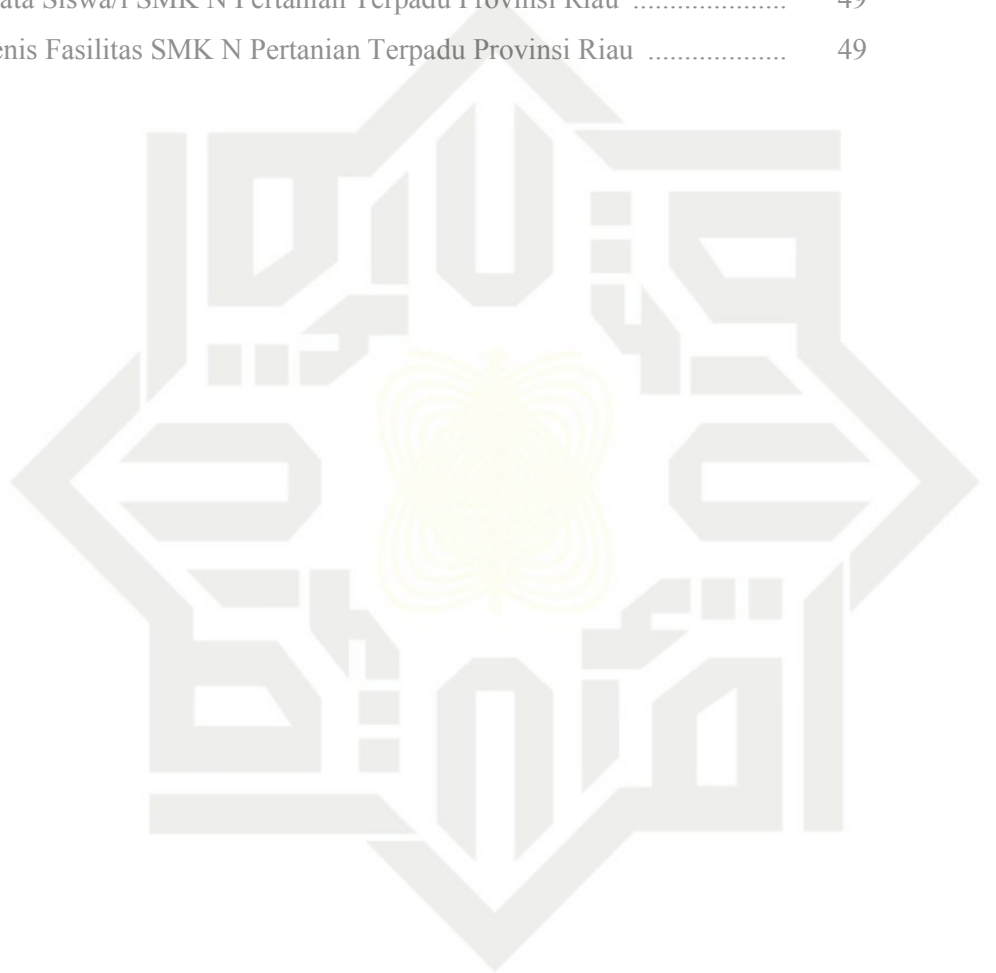 ata Siswa/i SMK N Pertanian Terpadu Provinsi Riau ..................... 49
enis Fasilitas SMK N Pertanian Terpadu Provinsi Riau ................... 49